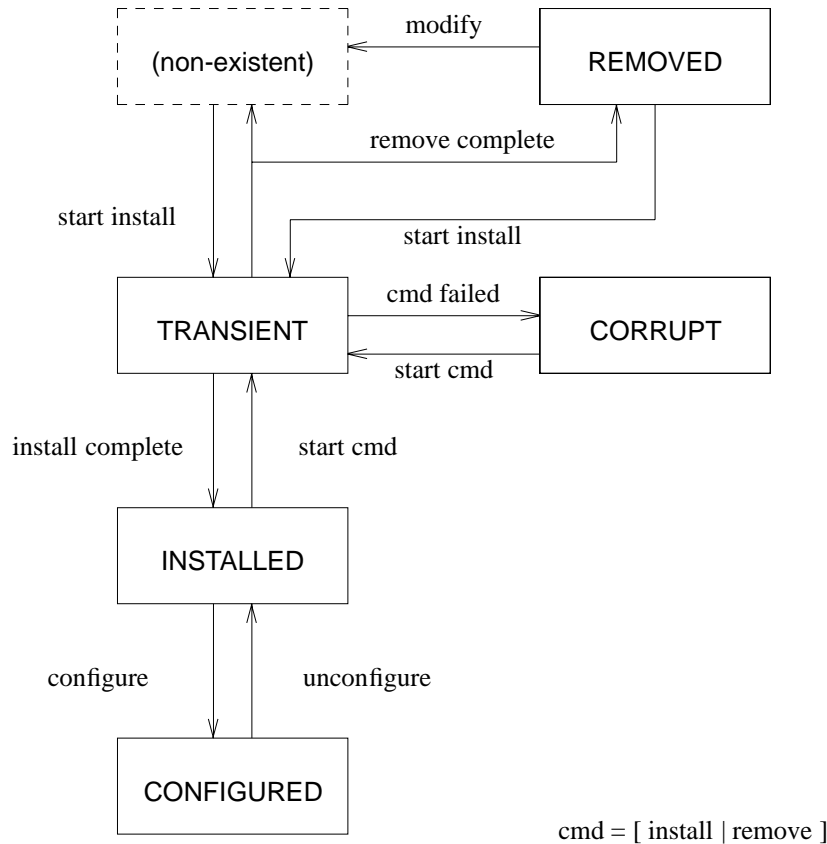 modify
(non-existent)
REMOVED
remove complete
start install
start install
cmd failed
TRANSIENT
CORRUPT
start cmd
install complete
start cmd
INSTALLED
configure
unconfigure
CONFIGURED
cmd = [ install | remove ]